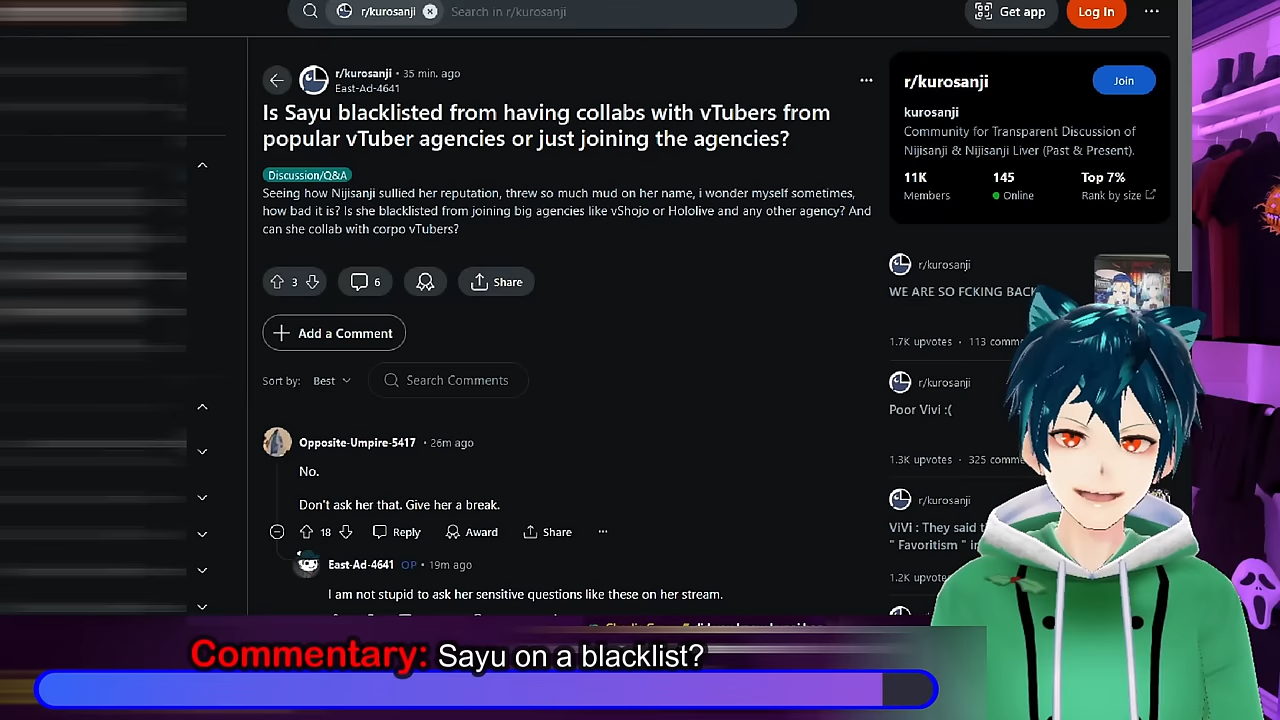 r/kurosanji
Search in r/kurosanji
Get app
Log In
r/kurosanji • 35 min. ago
East-Ad-4641
Is Sayu blacklisted from having collabs with vTubers from
popular vTuber agencies or just joining the agencies?
Discussion/Q&A
Seeing how Nijisanji sullied her reputation, threw so much mud on her name, i wonder myself sometimes,
how bad it is? Is she blacklisted from joining big agencies like vShojo or Hololive and any other agency? And
can she collab with corpo vTubers?
3
6
Share
Add a Comment
Sort by: Best
Search Comments
Opposite-Umpire-5417 • 26m ago
No.
Don't ask her that. Give her a break.
18
Reply
Award
Share
East-Ad-4641 OP • 19m ago
I am not stupid to ask her sensitive questions like these on her stream.
r/kurosanji
Join
kurosanji
Community for Transparent Discussion of
Nijisanji & Nijisanji Liver (Past & Present).
11K
145
Top 7%
Members
Online
Rank by size
r/kurosanji
WE ARE SO FCKING BACK
1.7K upvotes • 113
r/kurosanji
Poor Vivi :(
1.3K upvotes • 325
r/kurosanji
ViVi : They said
" Favoritism "
1.2K
Commentary: Sayu on a blacklist?